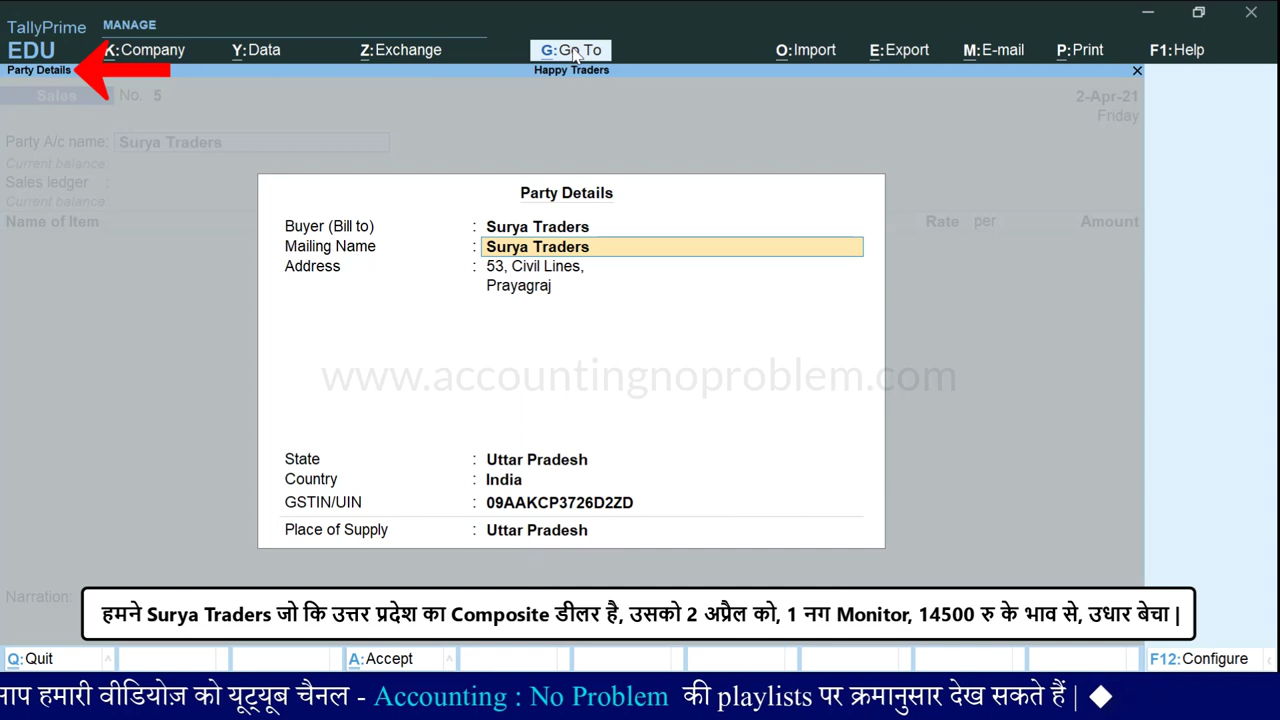 TallyPrime
EDU
MANAGE
K:Company Y:Data Z:Exchange G:Go To O:Import E:Export M:E-mail P:Print F1:Help
Party Details Happy Traders
Sales No. 5 2-Apr-21
Friday
Party A/c name: Surya Traders
Current balance:
Sales ledger :
Current balance:
Name of Item Rate per Amount
Party Details
Buyer (Bill to) : Surya Traders
Mailing Name : Surya Traders
Address : 53, Civil Lines,
Prayagraj
www.accountingnoproblem.com
State : Uttar Pradesh
Country : India
GSTIN/UIN : 09AAKCP3726D2ZD
Place of Supply : Uttar Pradesh
Narration:
हमने Surya Traders जो कि उत्तर प्रदेश का Composite डीलर है, उसको 2 अप्रैल को, 1 नग Monitor, 14500 रु के भाव से, उधार बेचा |
Q:Quit A:Accept F12:Configure
हमारी वीडियोज़ को यूट्यूब चैनल - Accounting : No Problem की playlists पर क्रमानुसार देख सकते हैं | ◆